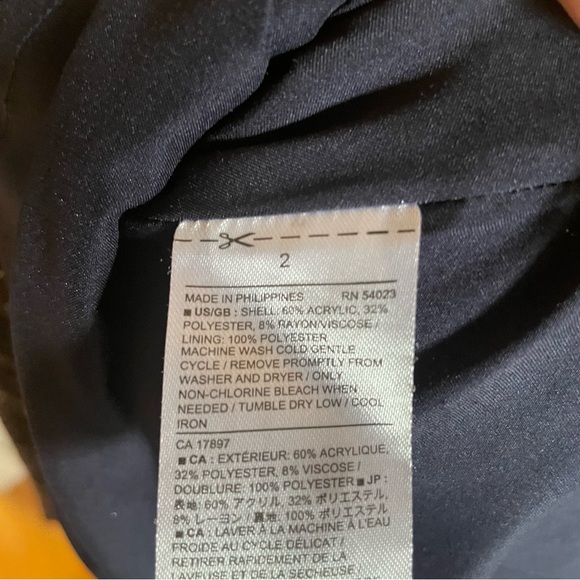 2
MADE IN PHILIPPINES RN 54023
■ US/GB : SHELL: 60% ACRYLIC, 32%
POLYESTER, 8% RAYON/VISCOSE /
LINING: 100% POLYESTER
MACHINE WASH COLD GENTLE
CYCLE / REMOVE PROMPTLY FROM
WASHER AND DRYER / ONLY
NON-CHLORINE BLEACH WHEN
NEEDED / TUMBLE DRY LOW / COOL
IRON
CA 17897
■ CA : EXTÉRIEUR: 60% ACRYLIQUE,
32% POLYESTER, 8% VISCOSE /
DOUBLURE: 100% POLYESTER ■ JP :
表地: 60% アクリル, 32% ポリエステル,
8% レーヨン / 裏地: 100% ポリエステル
■ CA : LAVER À LA MACHINE À L'EAU
FROIDE AU CYCLE DÉLICAT /
RETIRER RAPIDEMENT DE LA
LAVEUSE ET DE LA